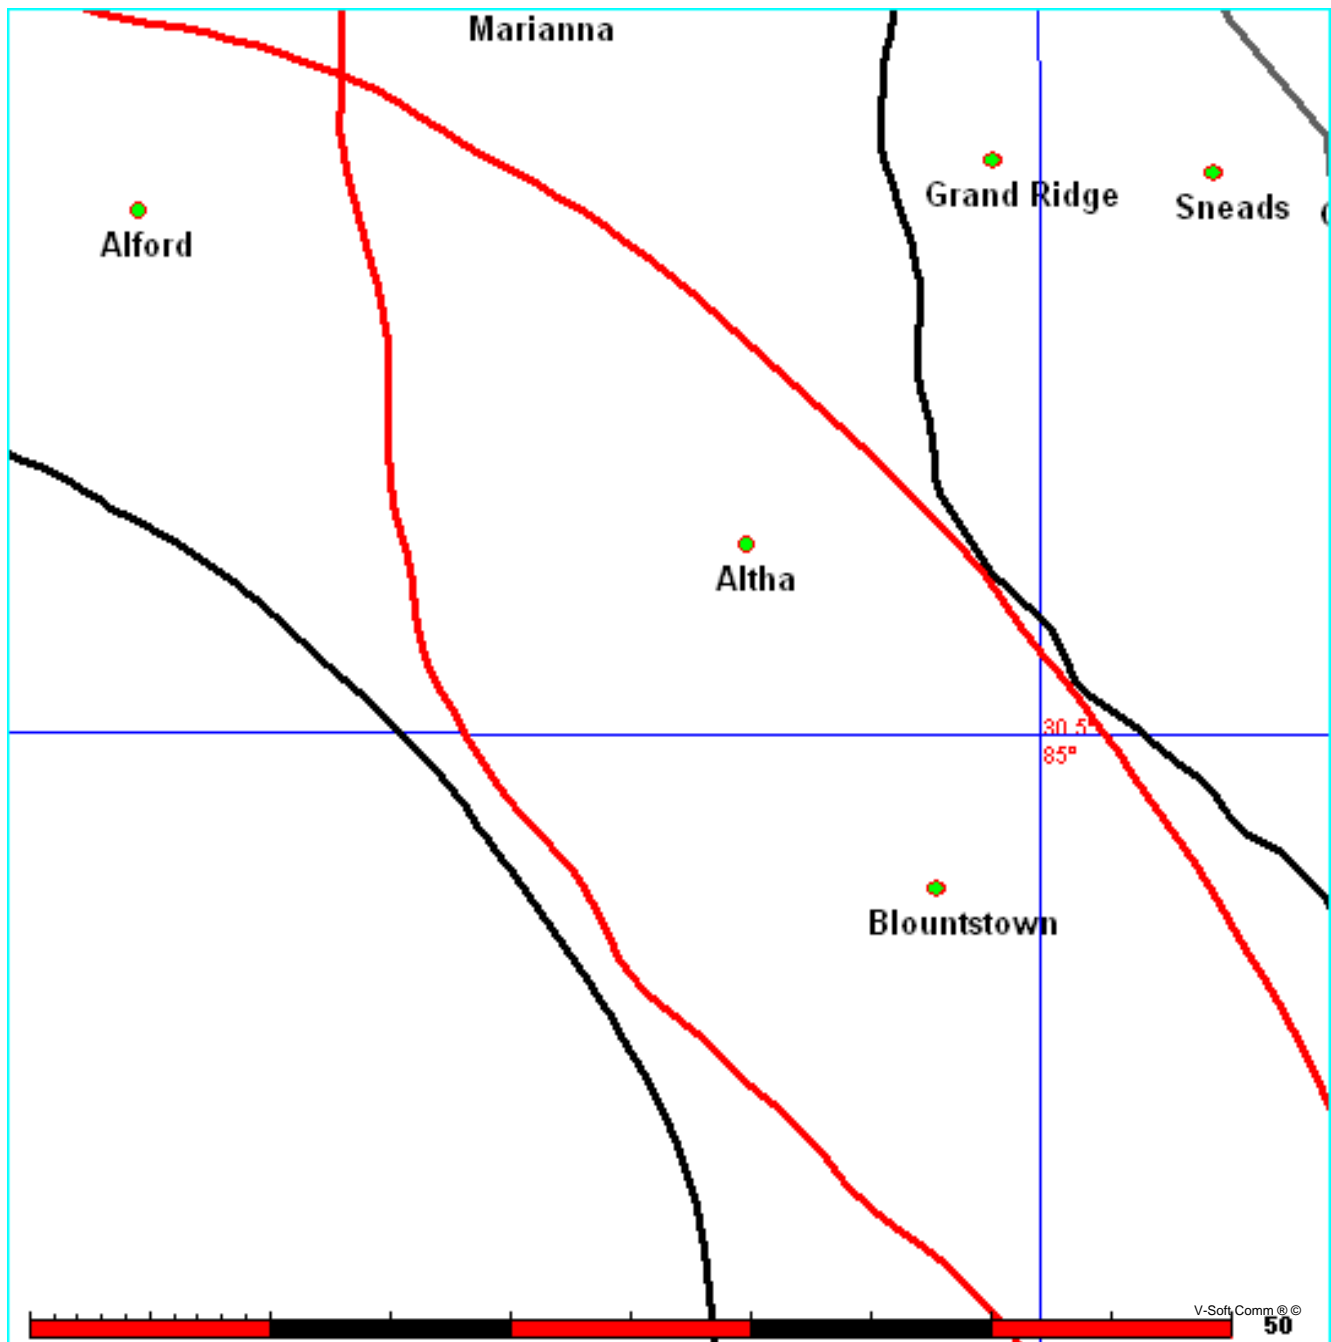 Marianna
Grand Ridge
Sneads
Alford
Altha
30.5°
85°
Blountstown
V-Soft Comm ® ©
50